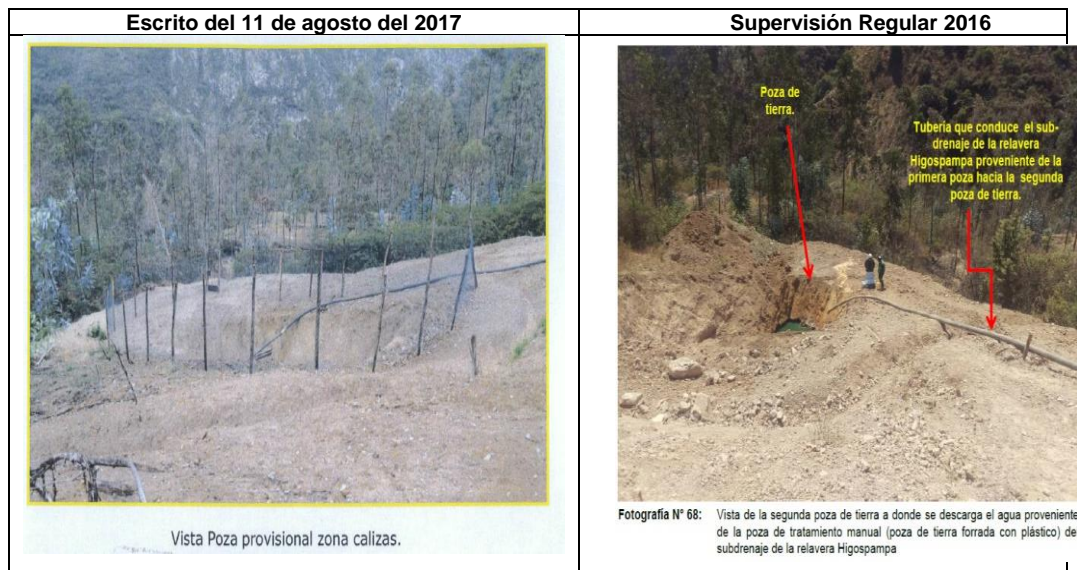 Escrito del 11 de agosto del 2017
Supervisión Regular 2016
Vista Poza provisional zona calizas.
Poza de
tierra.
Tubería que conduce el sub-
drenaje de la relavera
Higospampa proveniente de la
primera poza hacia la segunda
poza de tierra.
Fotografía N° 68: Vista de la segunda poza de tierra a donde se descarga el agua proveniente
de la poza de tratamiento manual (poza de tierra forrada con plástico) de
subdrenaje de la relavera Higospampa